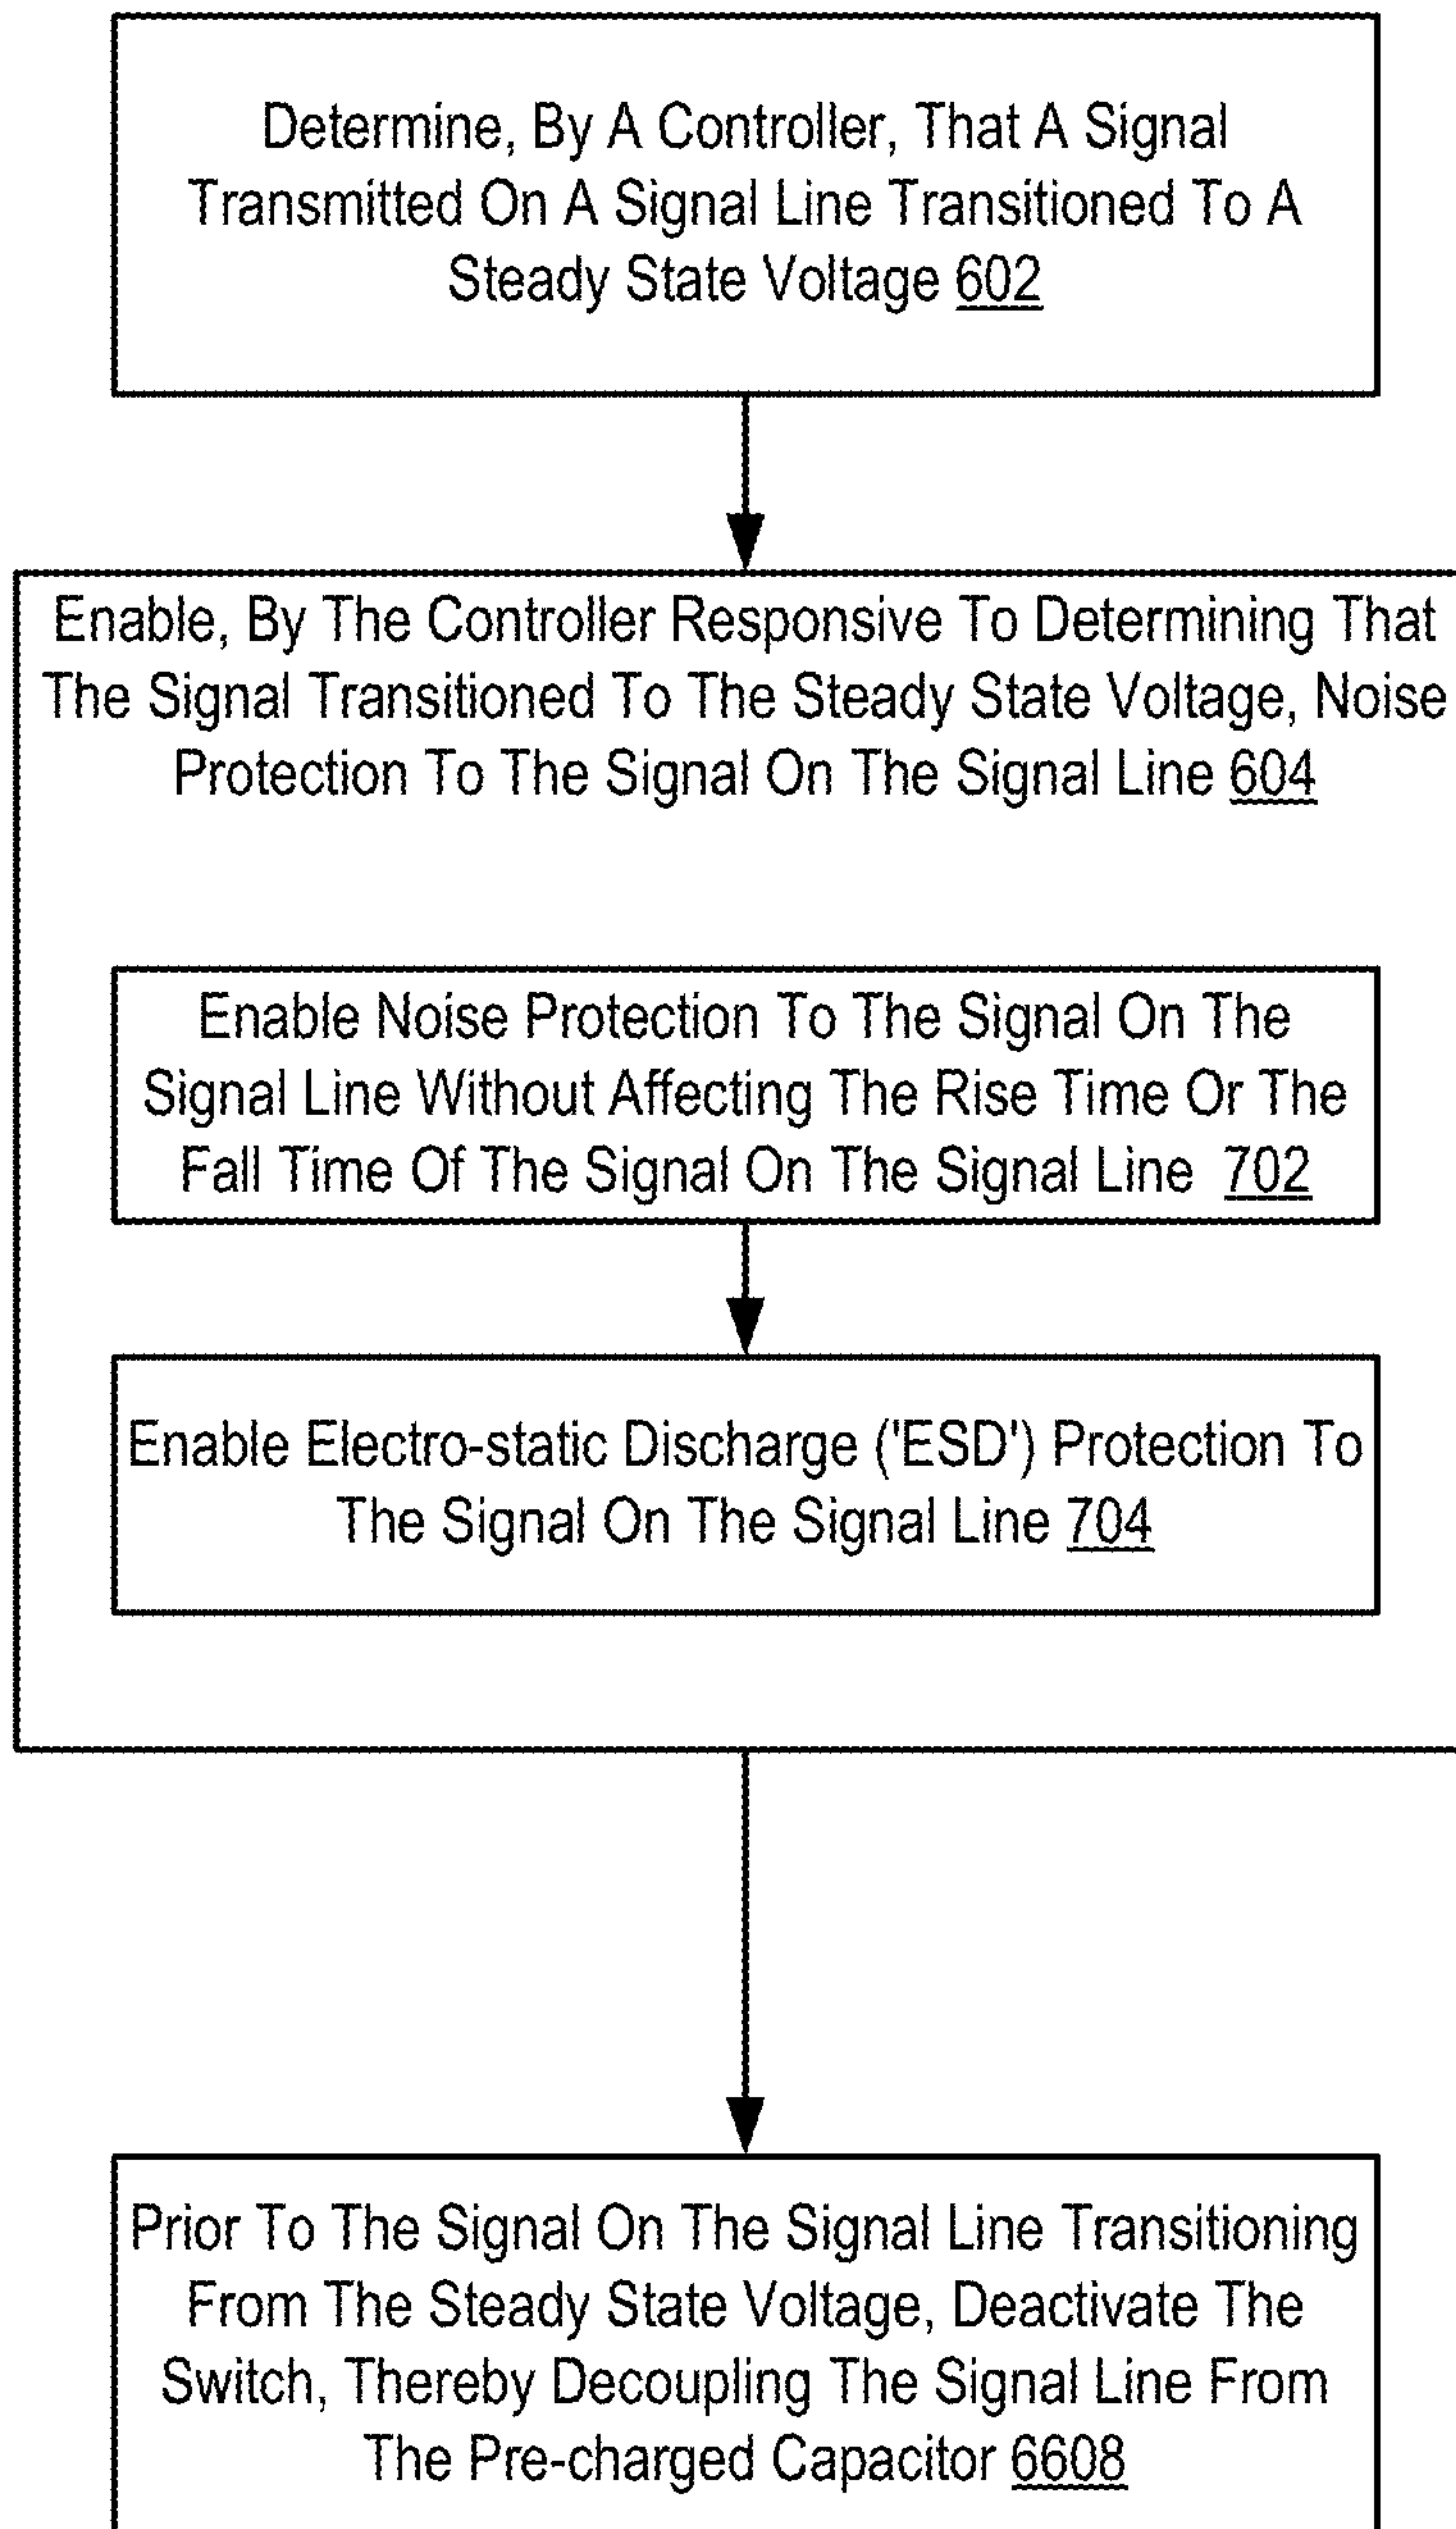 Determine, By A Controller, That A Signal
Transmitted On A Signal Line Transitioned To A
Steady State Voltage 602
Enable, By The Controller Responsive To Determining That
The Signal Transitioned To The Steady State Voltage, Noise
Protection To The Signal On The Signal Line 604
Enable Noise Protection To The Signal On The
Signal Line Without Affecting The Rise Time Or The
Fall Time Of The Signal On The Signal Line 702
Enable Electro-static Discharge ('ESD') Protection To
The Signal On The Signal Line 704
Prior To The Signal On The Signal Line Transitioning
From The Steady State Voltage, Deactivate The
Switch, Thereby Decoupling The Signal Line From
The Pre-charged Capacitor 6608